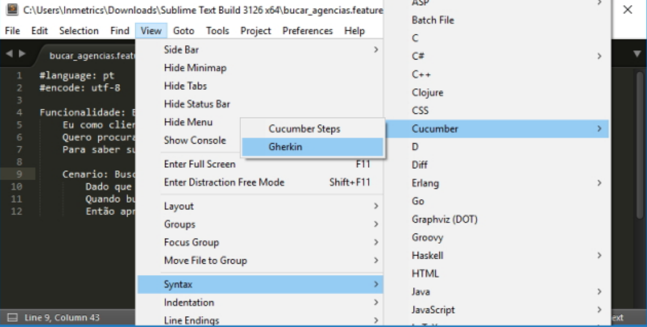 C:\Users\Inmetrics\Downloads\Sublime Text Build 3126 x64\bucar_agencias.feature
File Edit Selection Find View Goto Tools Project Preferences Help
bucar_agencias.featu
1 #language: pt
2 #encode: utf-8
3
4 Funcionalidade:
5 Eu como clien
6 Quero procura
7 Para saber su
8
9 Cenario: Busc
10 Dado que
11 Quando bu
12 Então apr
Line 9, Column 43
Side Bar
Hide Minimap
Hide Tabs
Hide Status Bar
Hide Menu
Show Console
Enter Full Screen F11
Enter Distraction Free Mode Shift+F11
Layout
Groups
Focus Group
Move File to Group
Syntax
Indentation
Line Endings
Cucumber Steps
Gherkin
ASP
Batch File
C
C#
C++
Clojure
CSS
Cucumber
D
Diff
Erlang
Go
Graphviz (DOT)
Groovy
Haskell
HTML
Java
JavaScript
ext